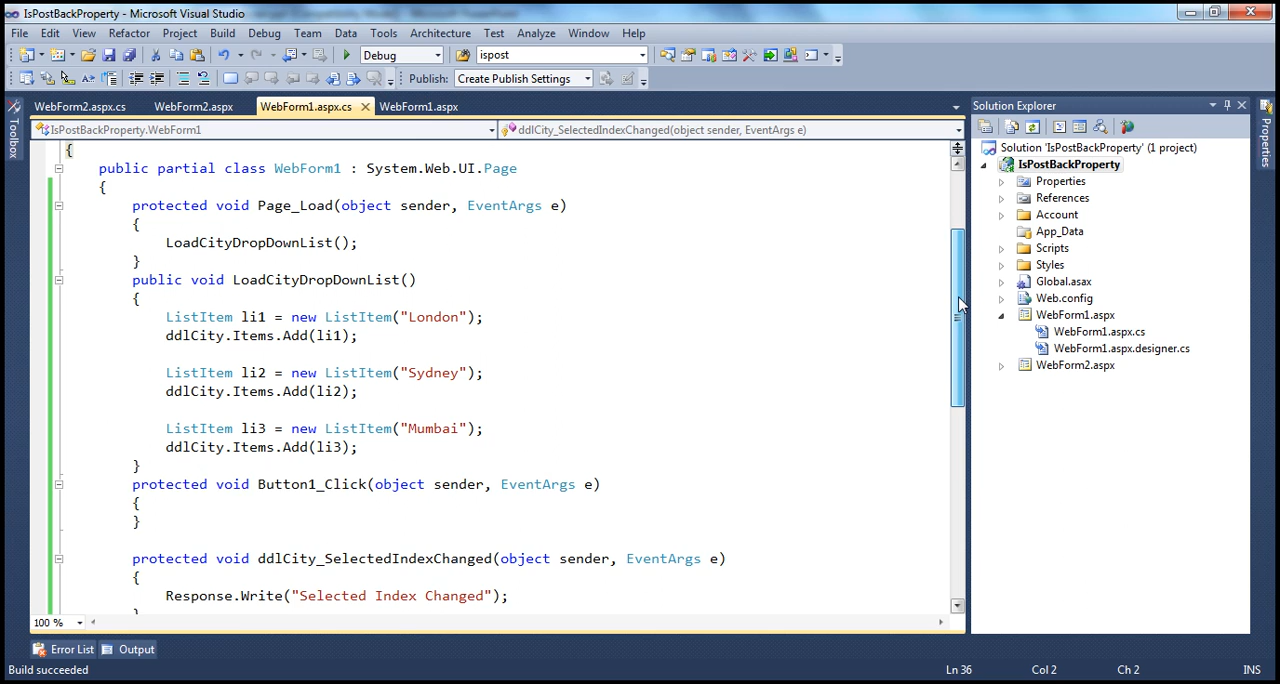 IsPostBackProperty - Microsoft Visual Studio
File Edit View Refactor Project Build Debug Team Data Tools Architecture Test Analyze Window Help
Debug ispost
Publish: Create Publish Settings
WebForm2.aspx.cs WebForm2.aspx WebForm1.aspx.cs WebForm1.aspx
IsPostBackProperty.WebForm1 ddlCity_SelectedIndexChanged(object sender, EventArgs e)
{
public partial class WebForm1 : System.Web.UI.Page
{
protected void Page_Load(object sender, EventArgs e)
{
LoadCityDropDownList();
}
public void LoadCityDropDownList()
{
ListItem li1 = new ListItem("London");
ddlCity.Items.Add(li1);
ListItem li2 = new ListItem("Sydney");
ddlCity.Items.Add(li2);
ListItem li3 = new ListItem("Mumbai");
ddlCity.Items.Add(li3);
}
protected void Button1_Click(object sender, EventArgs e)
{
}
protected void ddlCity_SelectedIndexChanged(object sender, EventArgs e)
{
Response.Write("Selected Index Changed");
}
100 %
Toolbox
Solution Explorer
Solution 'IsPostBackProperty' (1 project)
IsPostBackProperty
Properties
References
Account
App_Data
Scripts
Styles
Global.asax
Web.config
WebForm1.aspx
WebForm1.aspx.cs
WebForm1.aspx.designer.cs
WebForm2.aspx
Properties
Error List Output
Build succeeded Ln 36 Col 2 Ch 2 INS